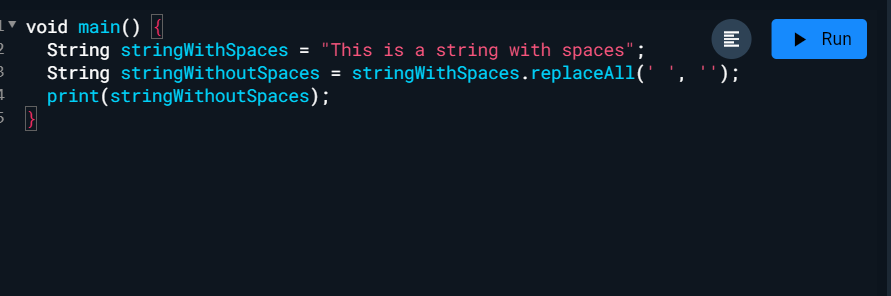 1 void main() {
Run
2 String stringWithSpaces = "This is a string with spaces";
3 String stringWithoutSpaces = stringWithSpaces.replaceAll(' ', '');
4 print(stringWithoutSpaces);
5 }